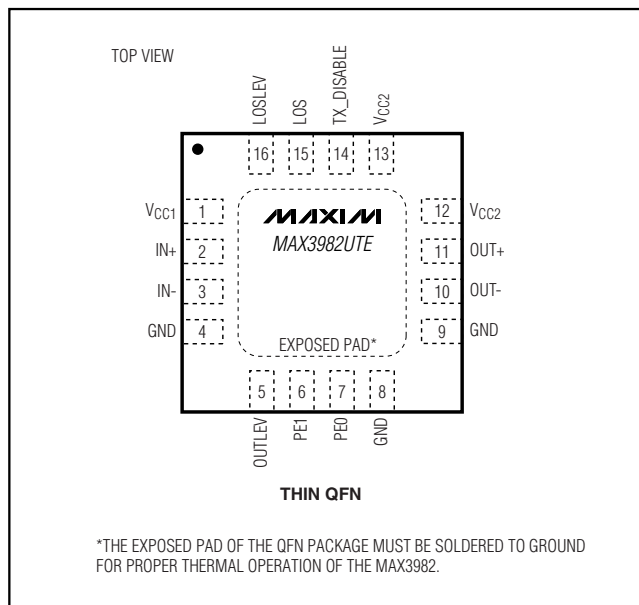 TOP VIEW
LOSLEV
LOS
TX_DISABLE
VCC2
16
15
14
13
VCC1
1
IN+
2
IN-
3
GND
4
MAXIM
MAX3982UTE
EXPOSED PAD*
12
VCC2
11
OUT+
10
OUT-
9
GND
5
6
7
8
OUTLEV
PE1
PE0
GND
THIN QFN
*THE EXPOSED PAD OF THE QFN PACKAGE MUST BE SOLDERED TO GROUND
FOR PROPER THERMAL OPERATION OF THE MAX3982.